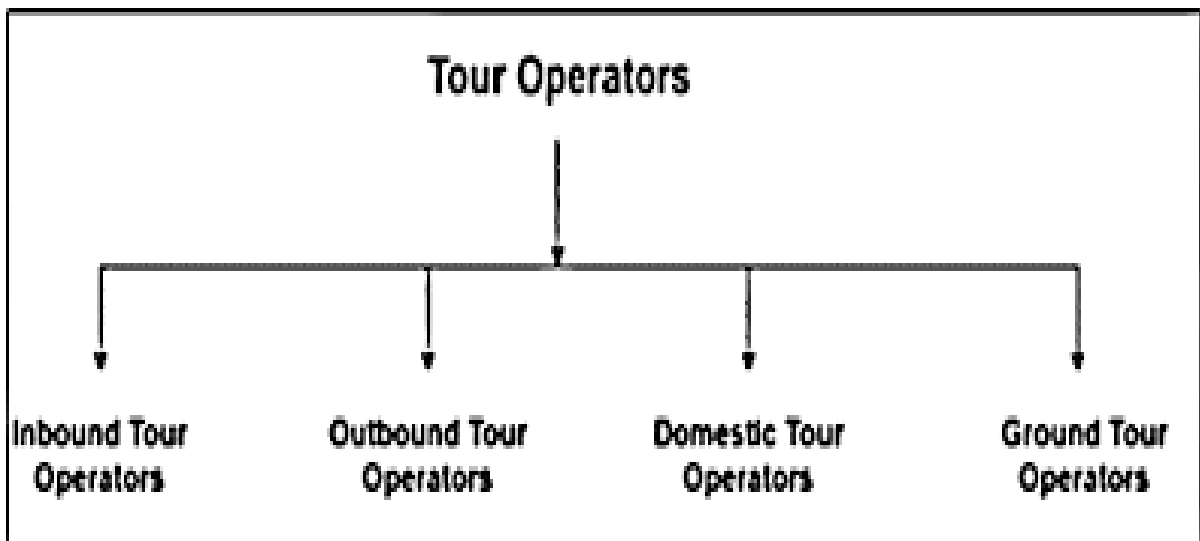 Tour Operators
Inbound Tour
Operators
Outbound Tour
Operators
Domestic Tour
Operators
Ground Tour
Operators